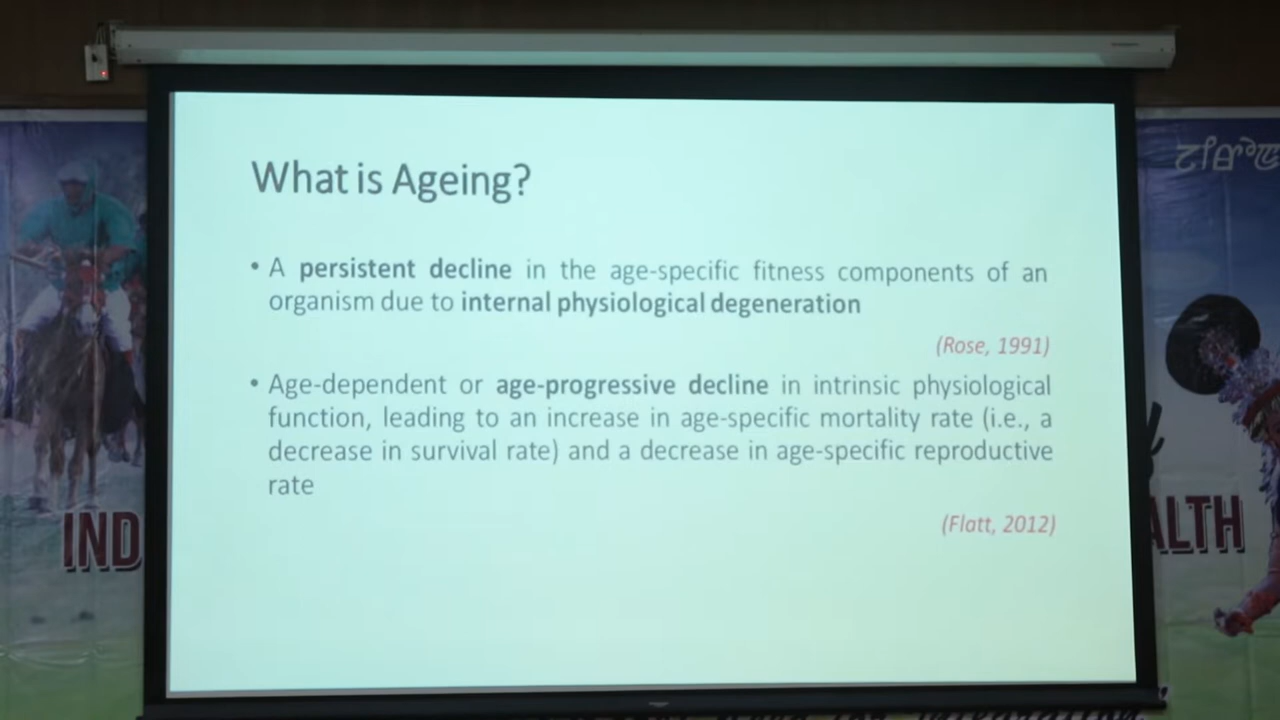 What is Ageing?
• A persistent decline in the age-specific fitness components of an
organism due to internal physiological degeneration
(Rose, 1991)
• Age-dependent or age-progressive decline in intrinsic physiological
function, leading to an increase in age-specific mortality rate (i.e., a
decrease in survival rate) and a decrease in age-specific reproductive
rate
(Flatt, 2012)
IND
ALTH